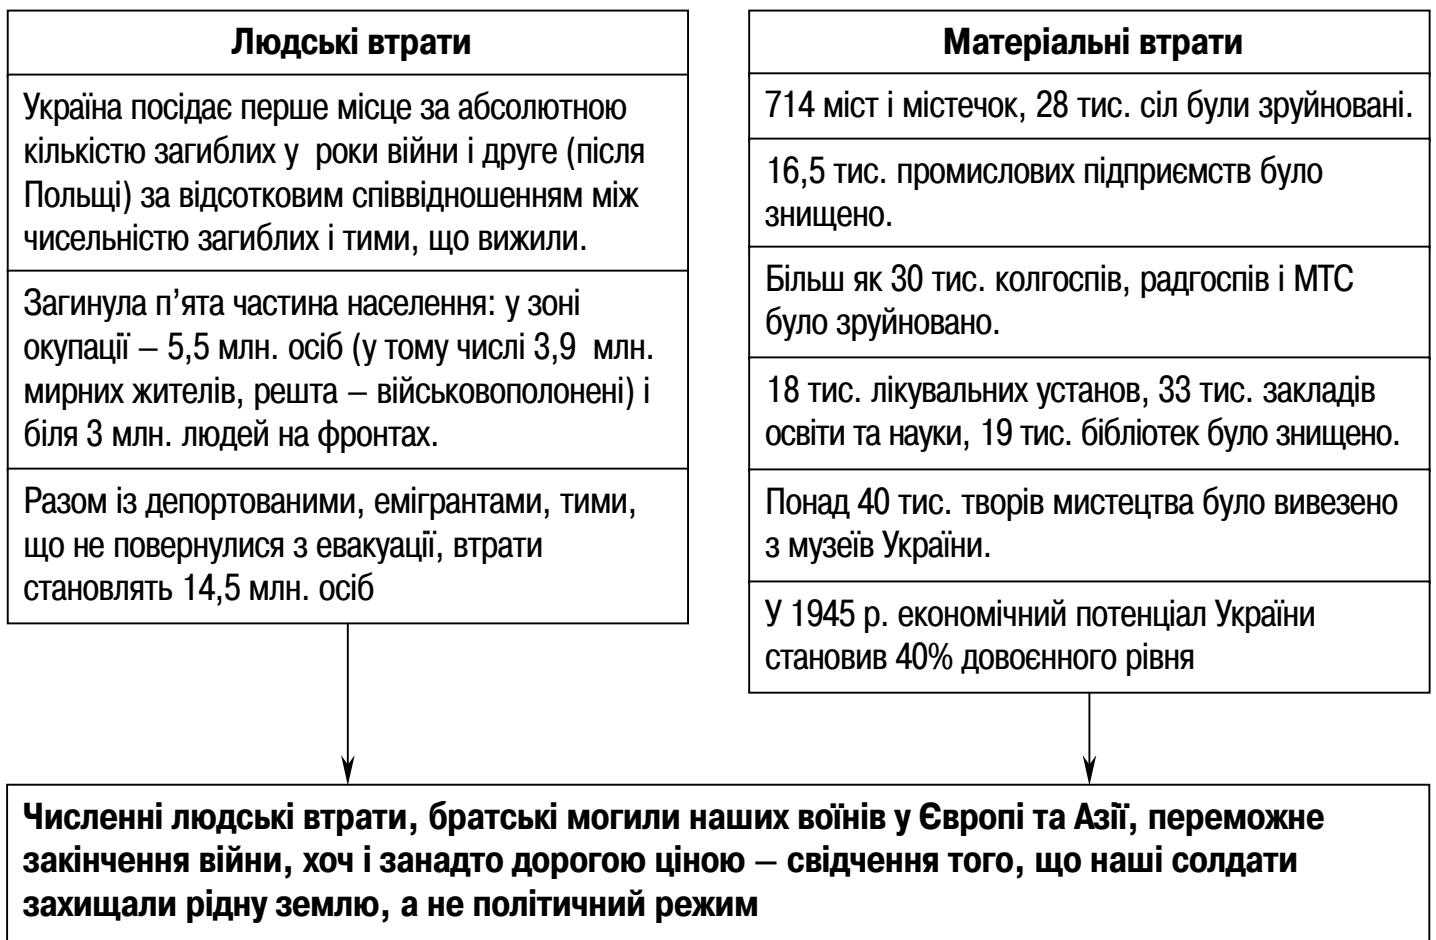 Людські втрати
Україна посідає перше місце за абсолютною
кількістю загиблих у роки війни і друге (після
Польщі) за відсотковим співвідношенням між
чисельністю загиблих і тими, що вижили.
Загинула п’ята частина населення: у зоні
окупації – 5,5 млн. осіб (у тому числі 3,9 млн.
мирних жителів, решта – військовополонені) і
біля 3 млн. людей на фронтах.
Разом із депортованими, емігрантами, тими,
що не повернулися з евакуації, втрати
становлять 14,5 млн. осіб
Матеріальні втрати
714 міст і містечок, 28 тис. сіл були зруйновані.
16,5 тис. промислових підприємств було
знищено.
Більш як 30 тис. колгоспів, радгоспів і МТС
було зруйновано.
18 тис. лікувальних установ, 33 тис. закладів
освіти та науки, 19 тис. бібліотек було знищено.
Понад 40 тис. творів мистецтва було вивезено
з музеїв України.
У 1945 р. економічний потенціал України
становив 40% довоєнного рівня
Численні людські втрати, братські могили наших воїнів у Європі та Азії, переможне
закінчення війни, хоч і занадто дорогою ціною – свідчення того, що наші солдати
захищали рідну землю, а не політичний режим